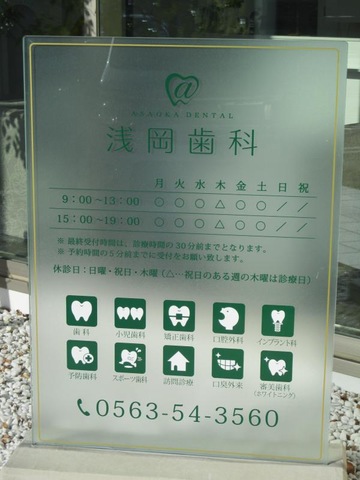 @
ASAOKA DENTAL
浅岡歯科
月 火 水 木 金 土 日 祝
9：00～13：00 ○ ○ ○ △ ○ ○ ／ ／
15：00～19：00 ○ ○ ○ △ ○ ○ ／ ／
※ 最終受付時間は、診療時間の30分前までとなります。
※ 予約時間の5分前までに受付をお願い致します。
休診日：日曜・祝日・木曜（△…祝日のある週の木曜は診療日）
歯科 小児歯科 矯正歯科 口腔外科 インプラント科
予防歯科 スポーツ歯科 訪問診療 口臭外来 審美歯科
（ホワイトニング）
0563-54-3560